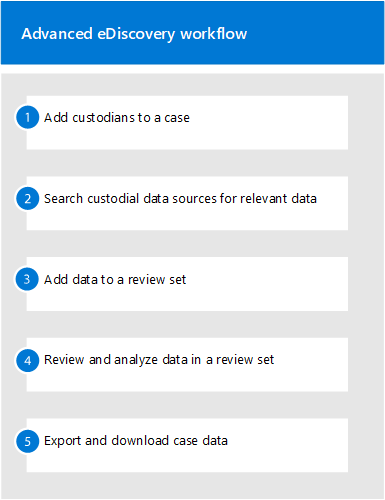 Advanced eDiscovery workflow
1 Add custodians to a case
2 Search custodial data sources for relevant data
3 Add data to a review set
4 Review and analyze data in a review set
5 Export and download case data